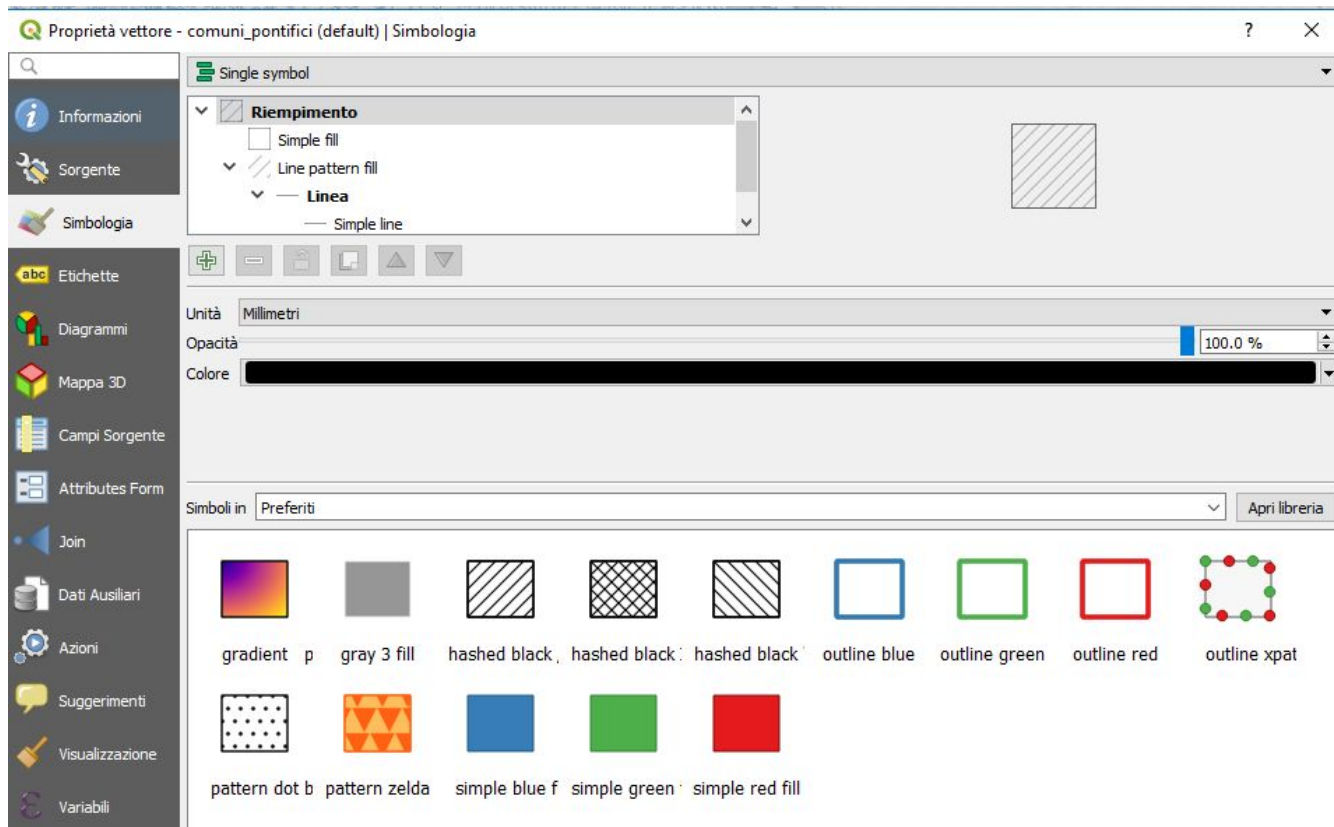 Proprietà vettore - comuni_pontifici (default) | Simbologia
?
Single symbol
Informazioni
Sorgente
Simbologia
abc Etichette
Diagrammi
Mappa 3D
Campi Sorgente
Attributes Form
Join
Dati Ausiliari
Azioni
Suggerimenti
Visualizzazione
Variabili
Riempimento
Simple fill
Line pattern fill
Linea
Simple line
Unità Millimetri
Opacità 100.0 %
Colore
Simboli in Preferiti Apri libreria
gradient p gray 3 fill hashed black hashed black hashed black outline blue outline green outline red outline xpat
pattern dot b pattern zelda simple blue f simple green simple red fill